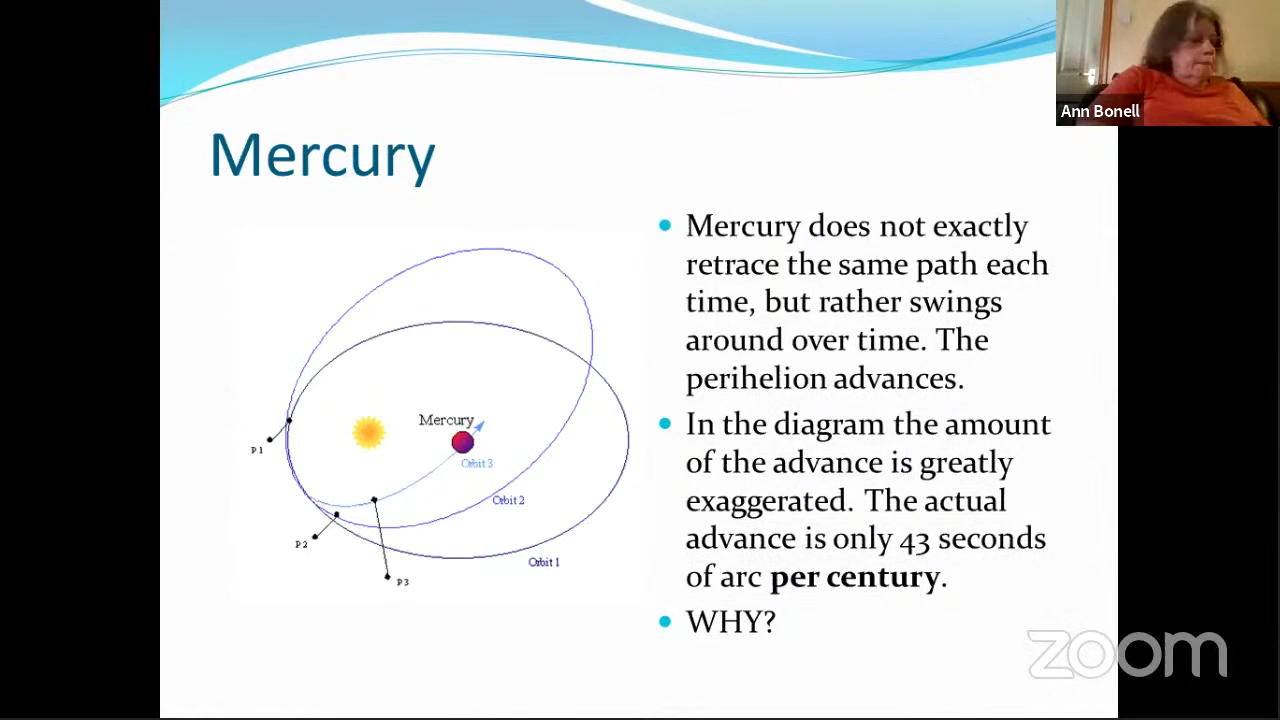 Ann Bonell
Mercury
Mercury does not exactly
retrace the same path each
time, but rather swings
around over time. The
perihelion advances.
In the diagram the amount
of the advance is greatly
exaggerated. The actual
advance is only 43 seconds
of arc per century.
WHY?
Mercury
Orbit 3
Orbit 2
Orbit 1
P 1
P 2
P 3
zoom